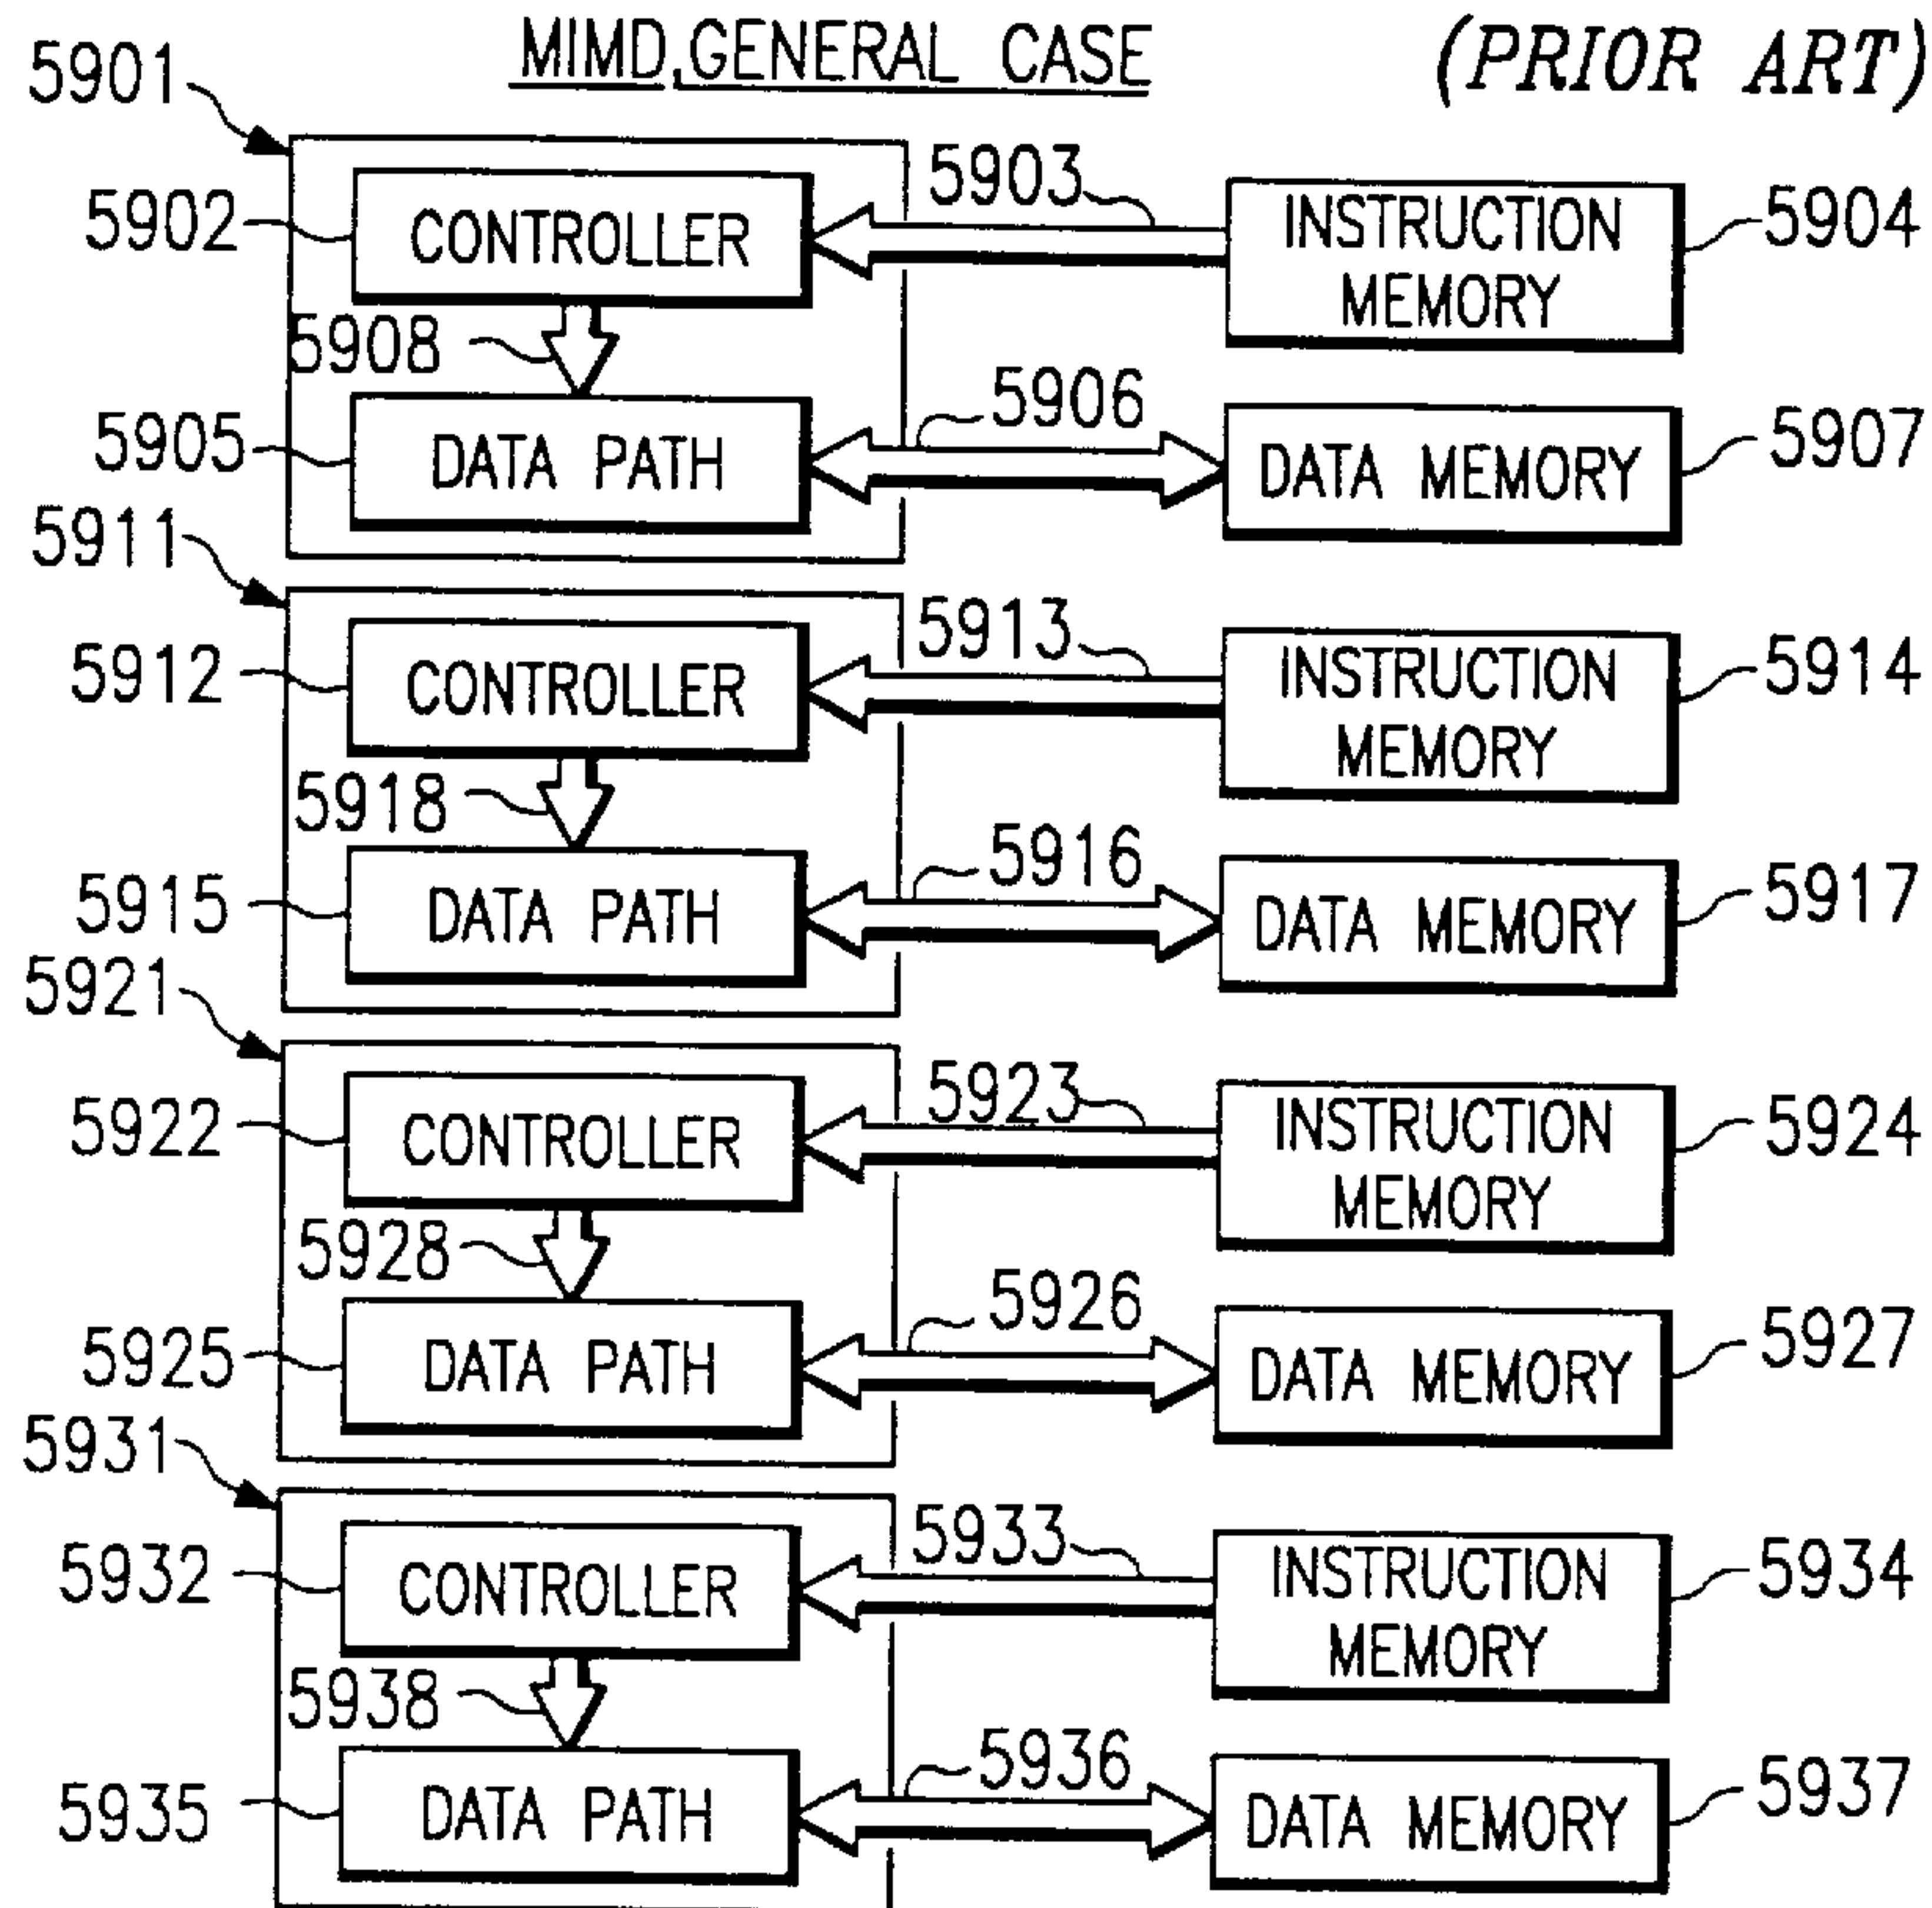 MIMD, GENERAL CASE
(PRIOR ART)
5901
5902
CONTROLLER
5903
INSTRUCTION
MEMORY
5904
5908
5905
DATA PATH
5906
DATA MEMORY
5907
5911
5912
CONTROLLER
5913
INSTRUCTION
MEMORY
5914
5918
5915
DATA PATH
5916
DATA MEMORY
5917
5921
5922
CONTROLLER
5923
INSTRUCTION
MEMORY
5924
5928
5925
DATA PATH
5926
DATA MEMORY
5927
5931
5932
CONTROLLER
5933
INSTRUCTION
MEMORY
5934
5938
5935
DATA PATH
5936
DATA MEMORY
5937